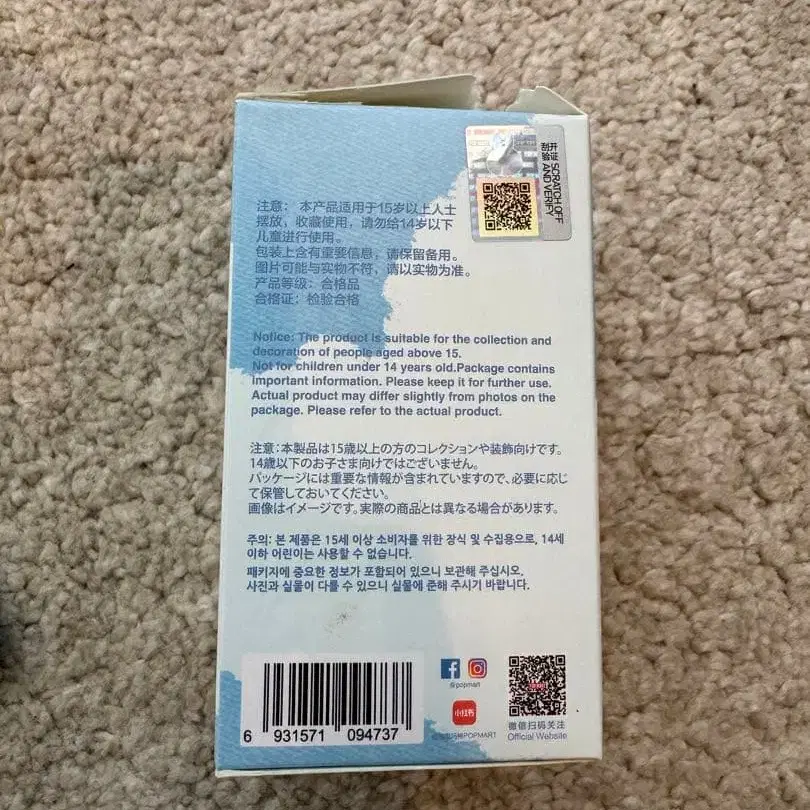 SCRATCH OFF
AND VERIFY
注意： 本产品适用于15岁以上人士
摆放，收藏使用，请勿给14岁以下
儿童进行使用。
包装上含有重要信息，请保留备用。
图片可能与实物不符，请以实物为准。
产品等级：合格品
合格证：检验合格
Notice: The product is suitable for the collection and
decoration of people aged above 15.
Not for children under 14 years old.Package contains
important information. Please keep it for further use.
Actual product may differ slightly from photos on the
package. Please refer to the actual product.
注意：本製品は15歳以上の方のコレクションや装飾向けです。
14歳以下のお子さま向けではございません。
パッケージには重要な情報が含まれていますので、必要に応じ
て保管しておいてください。
画像はイメージです。実際の商品とは異なる場合があります。
주의: 본 제품은 15세 이상 소비자를 위한 장식 및 수집용으로, 14세
이하 어린이는 사용할 수 없습니다.
패키지에 중요한 정보가 포함되어 있으니 보관해 주십시오,
사진과 실물이 다를 수 있으니 실물에 준해 주시기 바랍니다.
@popmart
小红书
POPMART
微信扫码关注
Official Website
6 931571 094737